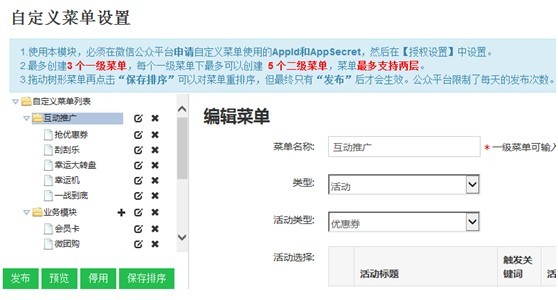 自定义菜单设置
1.使用本模块，必须在微信公众平台申请自定义菜单使用的AppId和AppSecret，然后在【授权设置】中设置。
2.最多创建3 个一级菜单，每个一级菜单下最多可以创建 5 个二级菜单，菜单最多支持两层。
3.拖动树形菜单再点击“保存排序”可以对菜单重排序，但最终只有“发布”后才会生效。公众平台限制了每天的发布次数。
自定义菜单列表
互动推广
抢优惠券
刮刮乐
幸运大转盘
幸运机
一战到底
业务模块
会员卡
微团购
发布 预览 停用 保存排序
编辑菜单
菜单名称: 互动推广 * 一级菜单可输入
类型: 活动
活动类型: 优惠券
活动选择:
活动标题 触发关键词 活